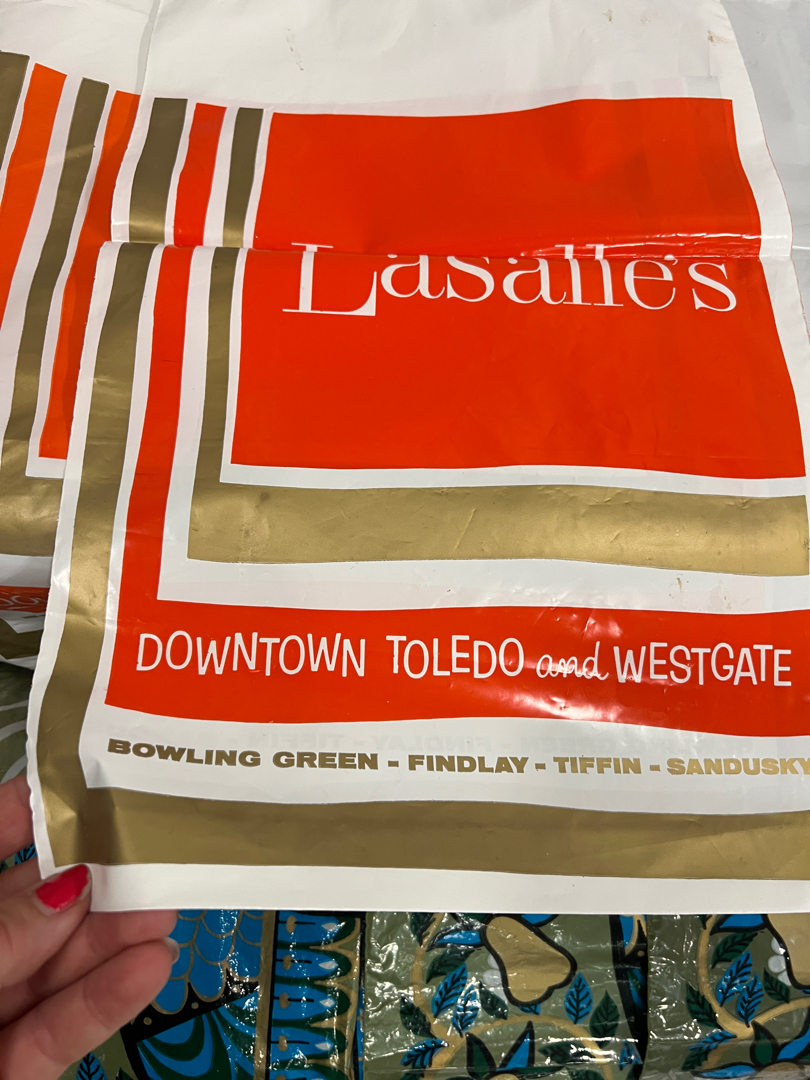 Lasalle's
DOWNTOWN TOLEDO and WESTGATE
BOWLING GREEN - FINDLAY - TIFFIN - SANDUSKY